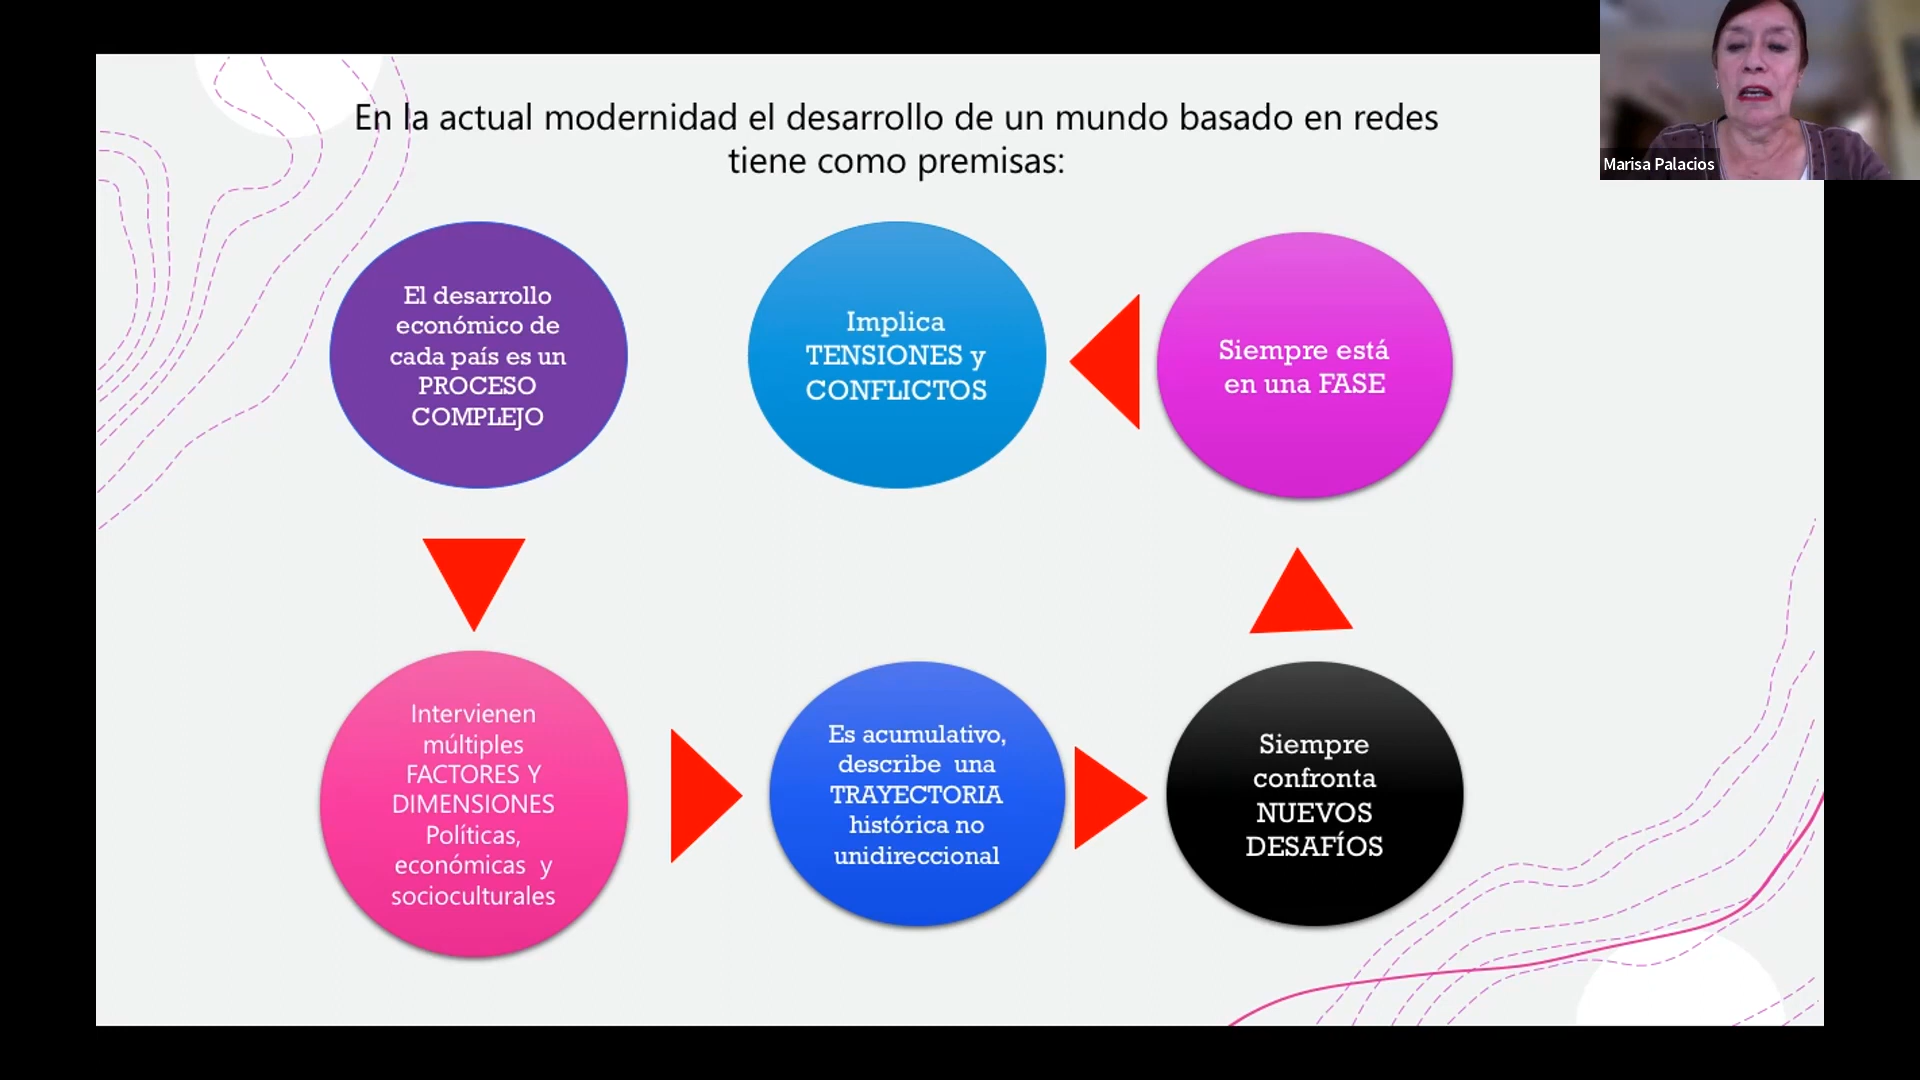 En la actual modernidad el desarrollo de un mundo basado en redes
tiene como premisas:
Marisa Palacios
El desarrollo
económico de
cada país es un
PROCESO
COMPLEJO
Implica
TENSIONES y
CONFLICTOS
Siempre está
en una FASE
Intervienen
múltiples
FACTORES Y
DIMENSIONES
Políticas,
económicas y
socioculturales
Es acumulativo,
describe una
TRAYECTORIA
histórica no
unidireccional
Siempre
confronta
NUEVOS
DESAFÍOS